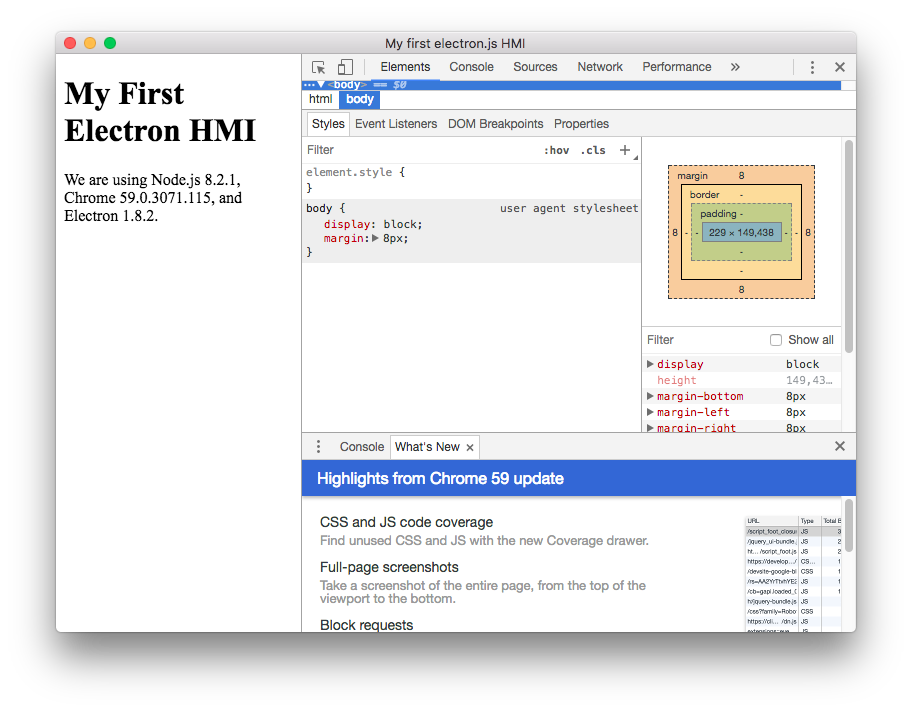 My first electron.js HMI
My First
Electron HMI
We are using Node.js 8.2.1,
Chrome 59.0.3071.115, and
Electron 1.8.2.
Elements Console Sources Network Performance »
<body> == $0
html body
Styles Event Listeners DOM Breakpoints Properties
Filter :hov .cls +
element.style {
}
body { user agent stylesheet
display: block;
margin: 8px;
}
margin 8
border -
padding -
8 - - 229 × 149,438 - - 8
-
-
8
Filter Show all
display block
height 149,43…
margin-bottom 8px
margin-left 8px
margin-right 8px
Console What's New ×
Highlights from Chrome 59 update
CSS and JS code coverage
Find unused CSS and JS with the new Coverage drawer.
Full-page screenshots
Take a screenshot of the entire page, from the top of the
viewport to the bottom.
Block requests
URL Type Total
/script_foot_closu JS 3
/jquery_ui-bundle. JS 2
ht… /script_foot.js JS 2
https://develop…/ CS… 1
/devsite-google-bl CSS 1
/rs=AA2YrTtvhYE2 JS 1
/cb=gapi.loaded_0 JS 1
h/jquery-bundle.js JS
/css?family=Robo CSS
https://cli… /dn.js JS
JS